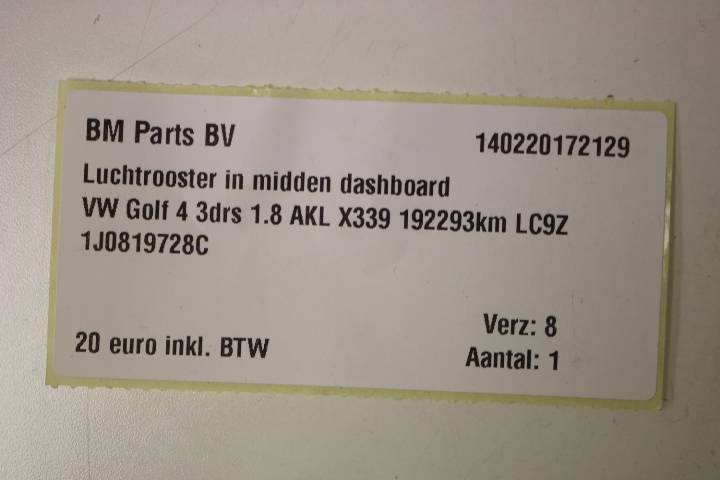 BM Parts BV 140220172129
Luchtrooster in midden dashboard
VW Golf 4 3drs 1.8 AKL X339 192293km LC9Z
1J0819728C
Verz: 8
20 euro inkl. BTW Aantal: 1